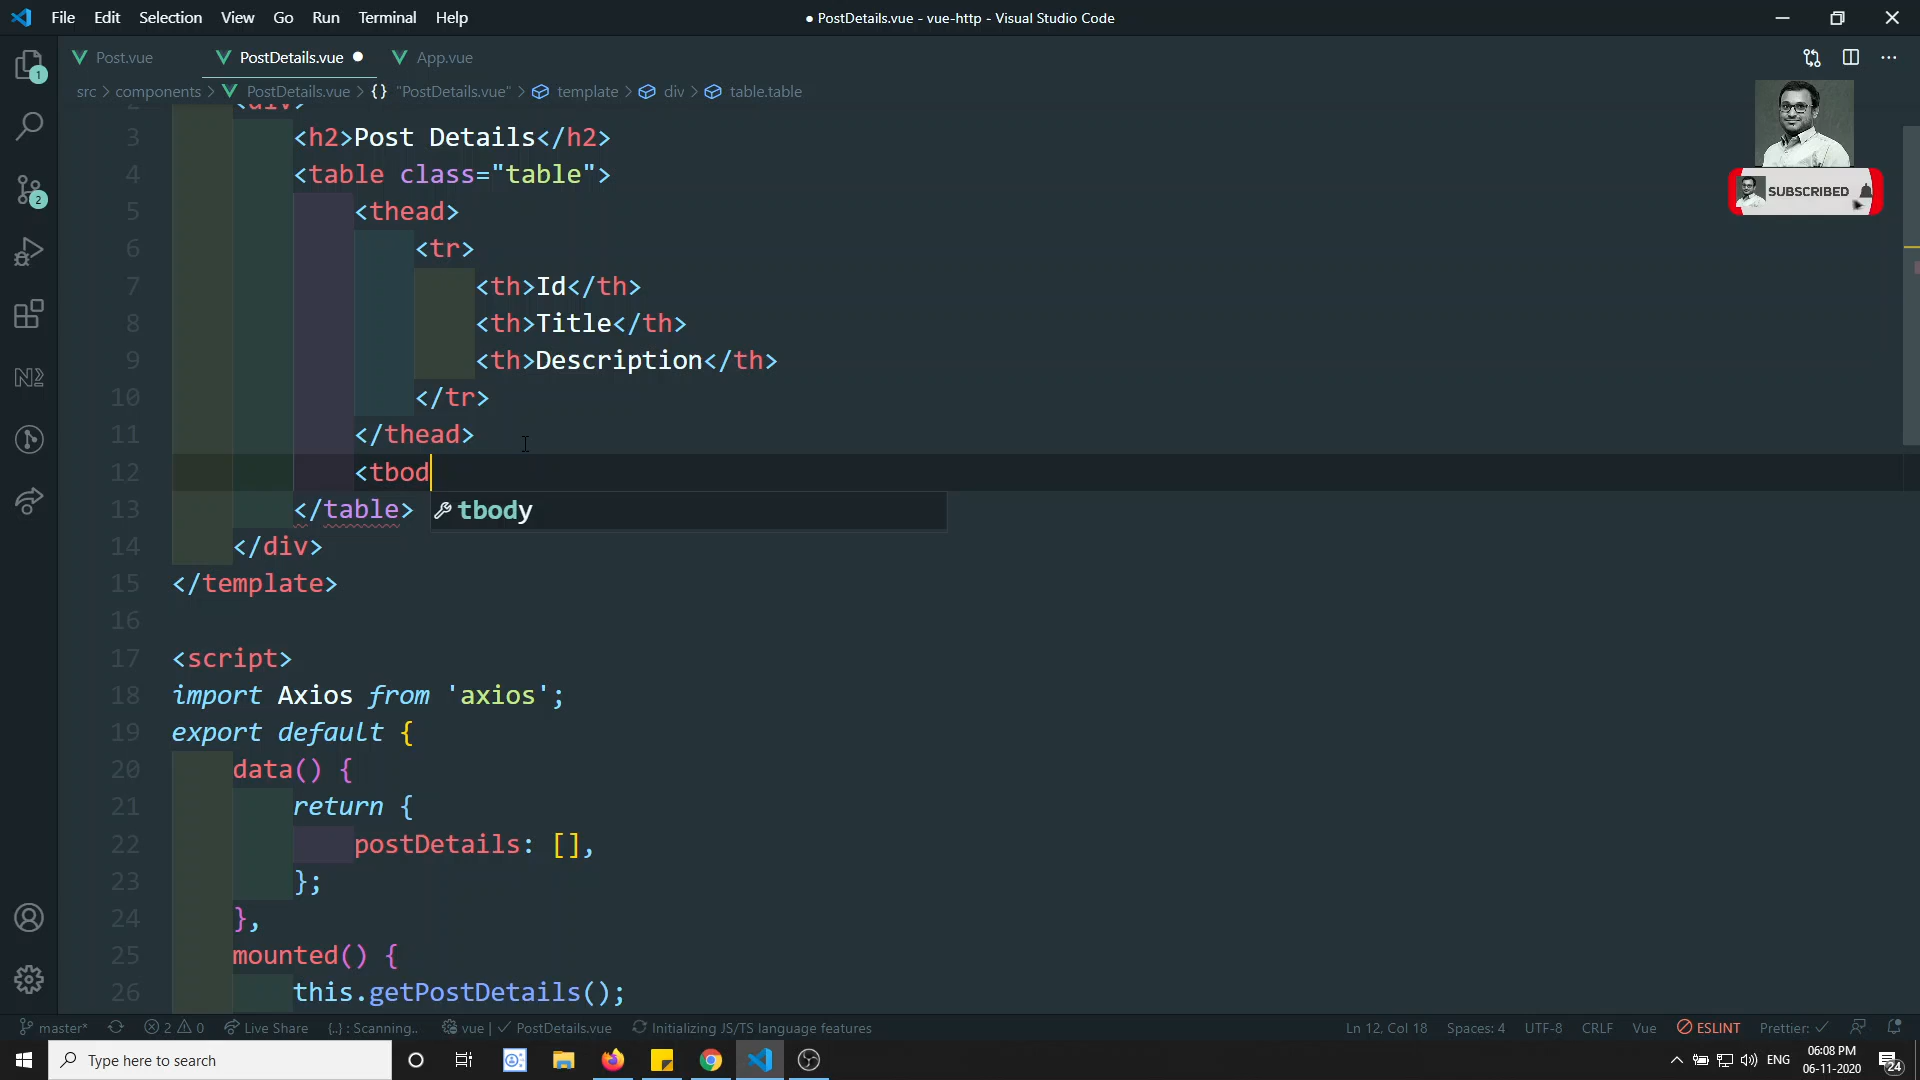 File Edit Selection View Go Run Terminal Help
● PostDetails.vue - vue-http - Visual Studio Code
Post.vue PostDetails.vue App.vue
src > components > PostDetails.vue > {} "PostDetails.vue" > template > div > table.table
2 <div>
3 <h2>Post Details</h2>
4 <table class="table">
5 <thead>
6 <tr>
7 <th>Id</th>
8 <th>Title</th>
9 <th>Description</th>
10 </tr>
11 </thead>
12 <tbod
13 </table>
tbody
14 </div>
15 </template>
16
17 <script>
18 import Axios from 'axios';
19 export default {
20 data() {
21 return {
22 postDetails: [],
23 };
24 },
25 mounted() {
26 this.getPostDetails();
SUBSCRIBED
1
2
N2
master* 2 0 Live Share {..} : Scanning.. vue | PostDetails.vue Initializing JS/TS language features
Ln 12, Col 18 Spaces: 4 UTF-8 CRLF Vue ESLINT Prettier:
Type here to search
ENG
06:08 PM
06-11-2020
24